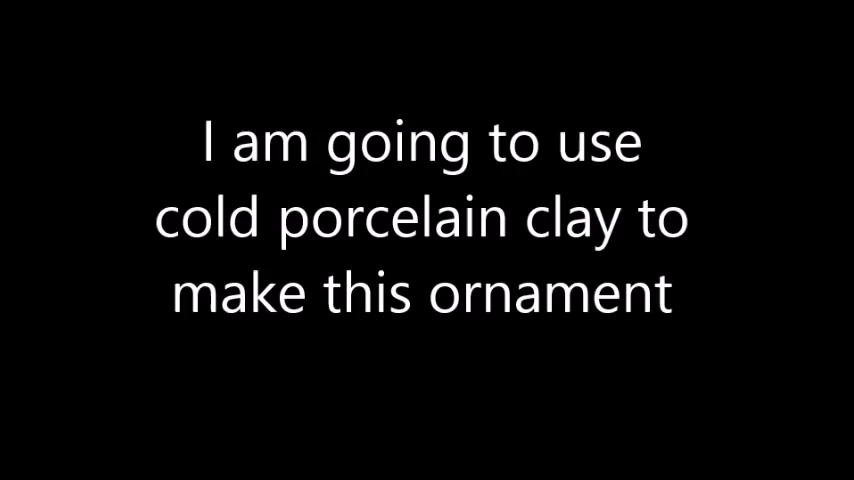 I am going to use
cold porcelain clay to
make this ornament